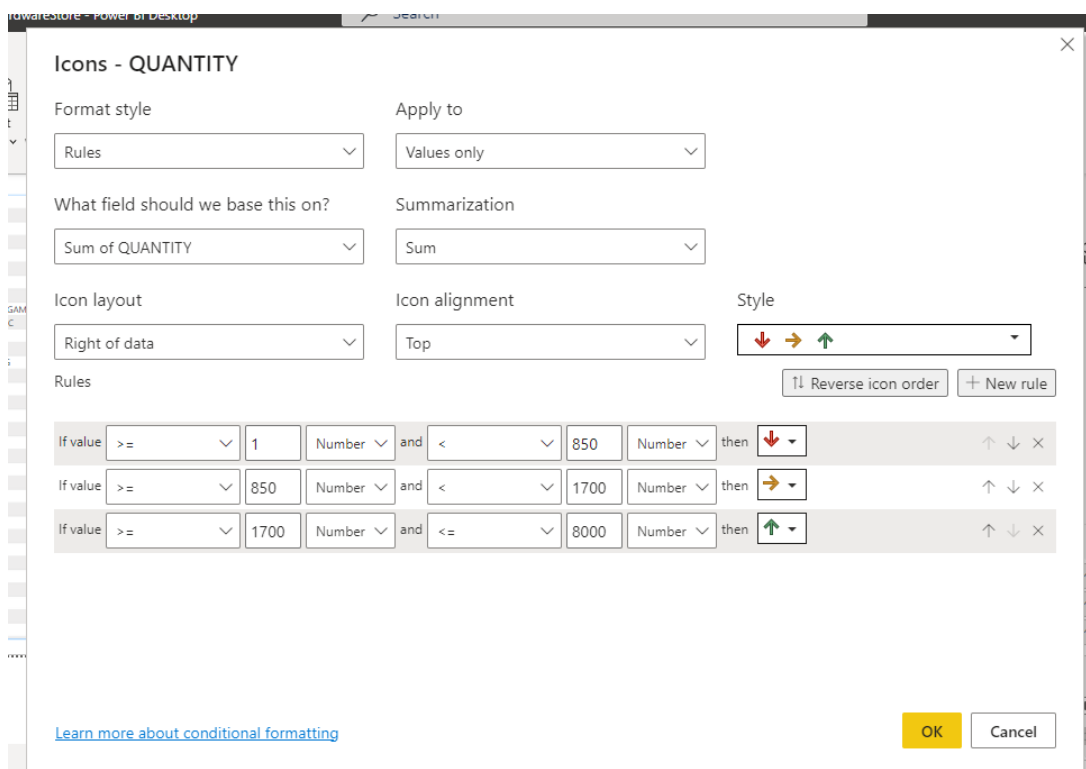 rdwareStore - Power BI Desktop Search
Icons - QUANTITY
Format style Apply to
Rules Values only
What field should we base this on? Summarization
Sum of QUANTITY Sum
Icon layout Icon alignment Style
Right of data Top
Rules Reverse icon order + New rule
If value >= 1 Number and < 850 Number then
If value >= 850 Number and < 1700 Number then
If value >= 1700 Number and <= 8000 Number then
Learn more about conditional formatting
OK Cancel
GAM
C